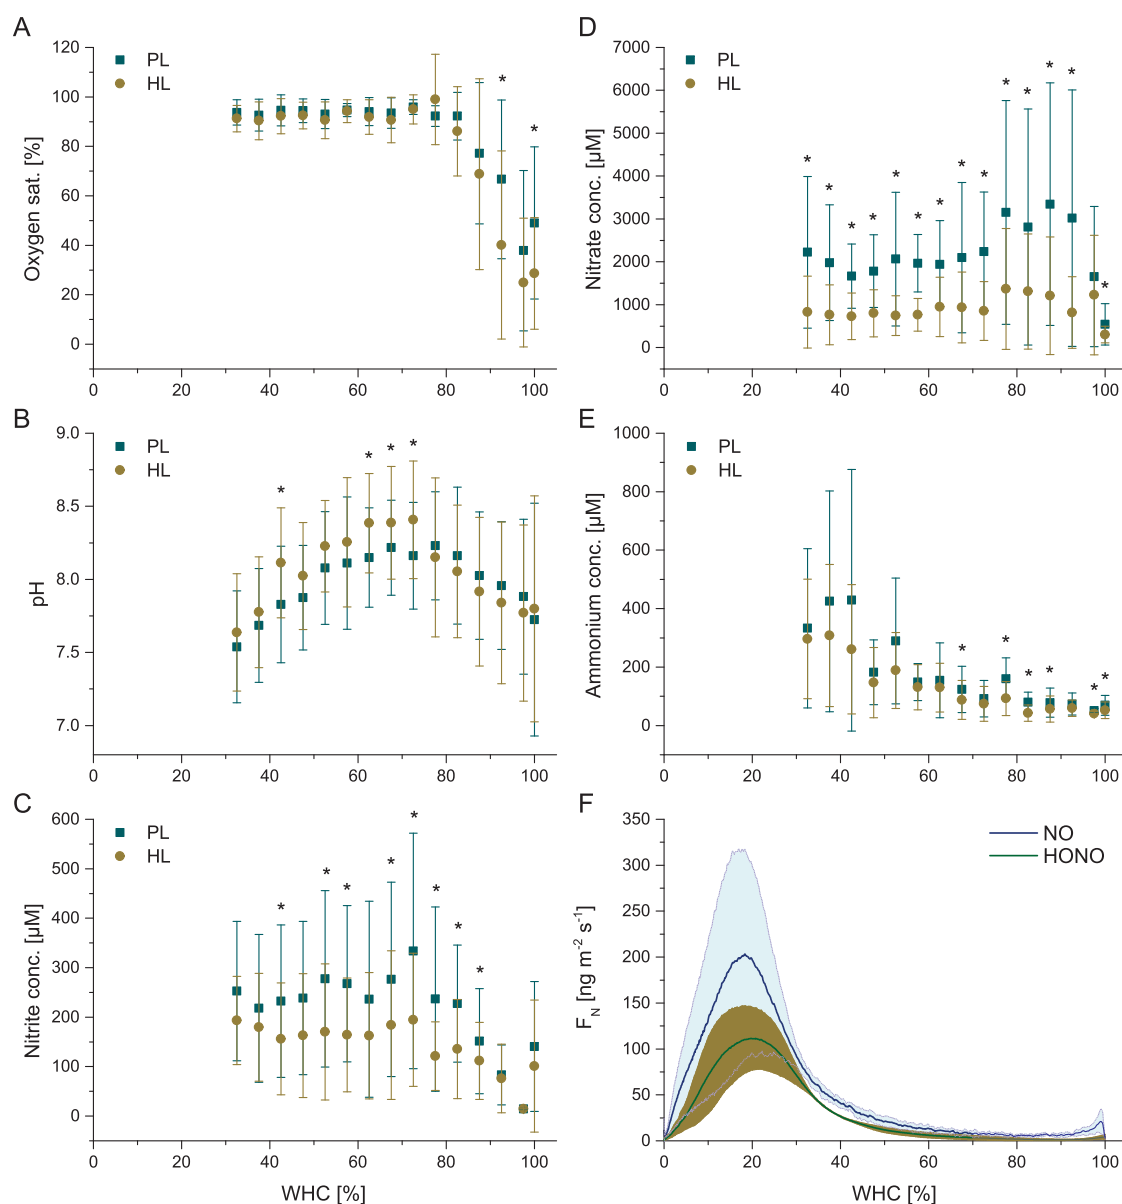 A
120
100
80
60
40
20
0
Oxygen sat. [%]
PL
HL
*
*
0
20
40
60
80
100
D
7000
6000
5000
4000
3000
2000
1000
0
Nitrate conc. [µM]
PL
HL
* * * * * * * * * * * * * *
0
20
40
60
80
100
B
9.0
8.5
8.0
7.5
7.0
pH
PL
HL
* * * *
0
20
40
60
80
100
E
1000
800
600
400
200
0
Ammonium conc. [µM]
PL
HL
* * * * * *
0
20
40
60
80
100
C
600
500
400
300
200
100
0
Nitrite conc. [µM]
PL
HL
* * * * * * * *
0
20
40
60
80
100
WHC [%]
F
350
300
250
200
150
100
50
0
F_N [ng m⁻² s⁻¹]
NO
HONO
0
20
40
60
80
100
WHC [%]